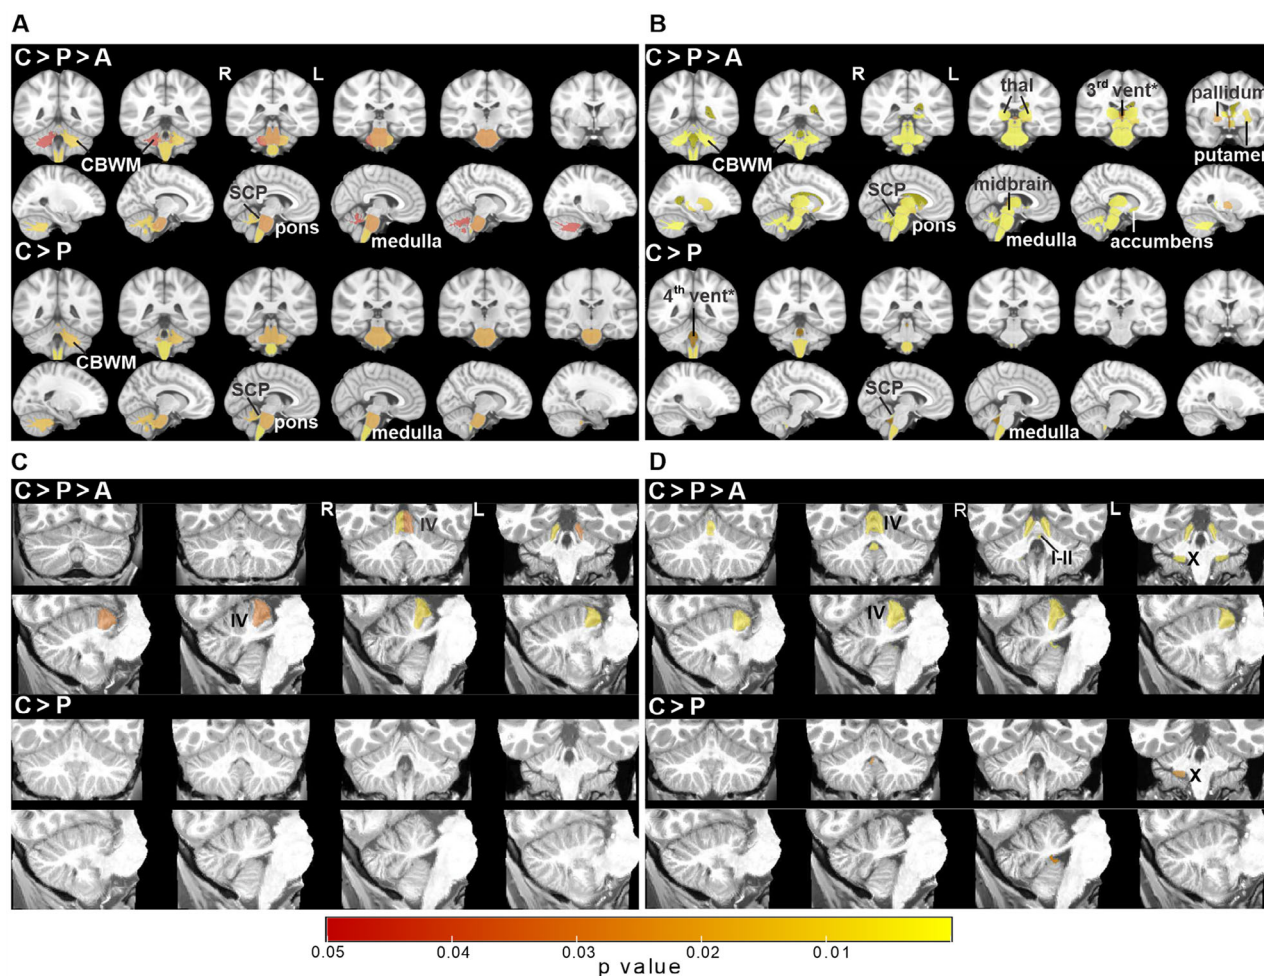 A
B
C > P > A
R
L
CBWM
SCP
pons
medulla
C > P
CBWM
SCP
pons
medulla
C > P > A
R
L
thal
3rd vent*
pallidum
CBWM
putamen
SCP
midbrain
pons
medulla
accumbens
C > P
4th vent*
SCP
medulla
C
D
C > P > A
R
L
IV
IV
C > P
C > P > A
R
L
IV
I-II
X
IV
C > P
X
0.05
0.04
0.03
0.02
0.01
p value